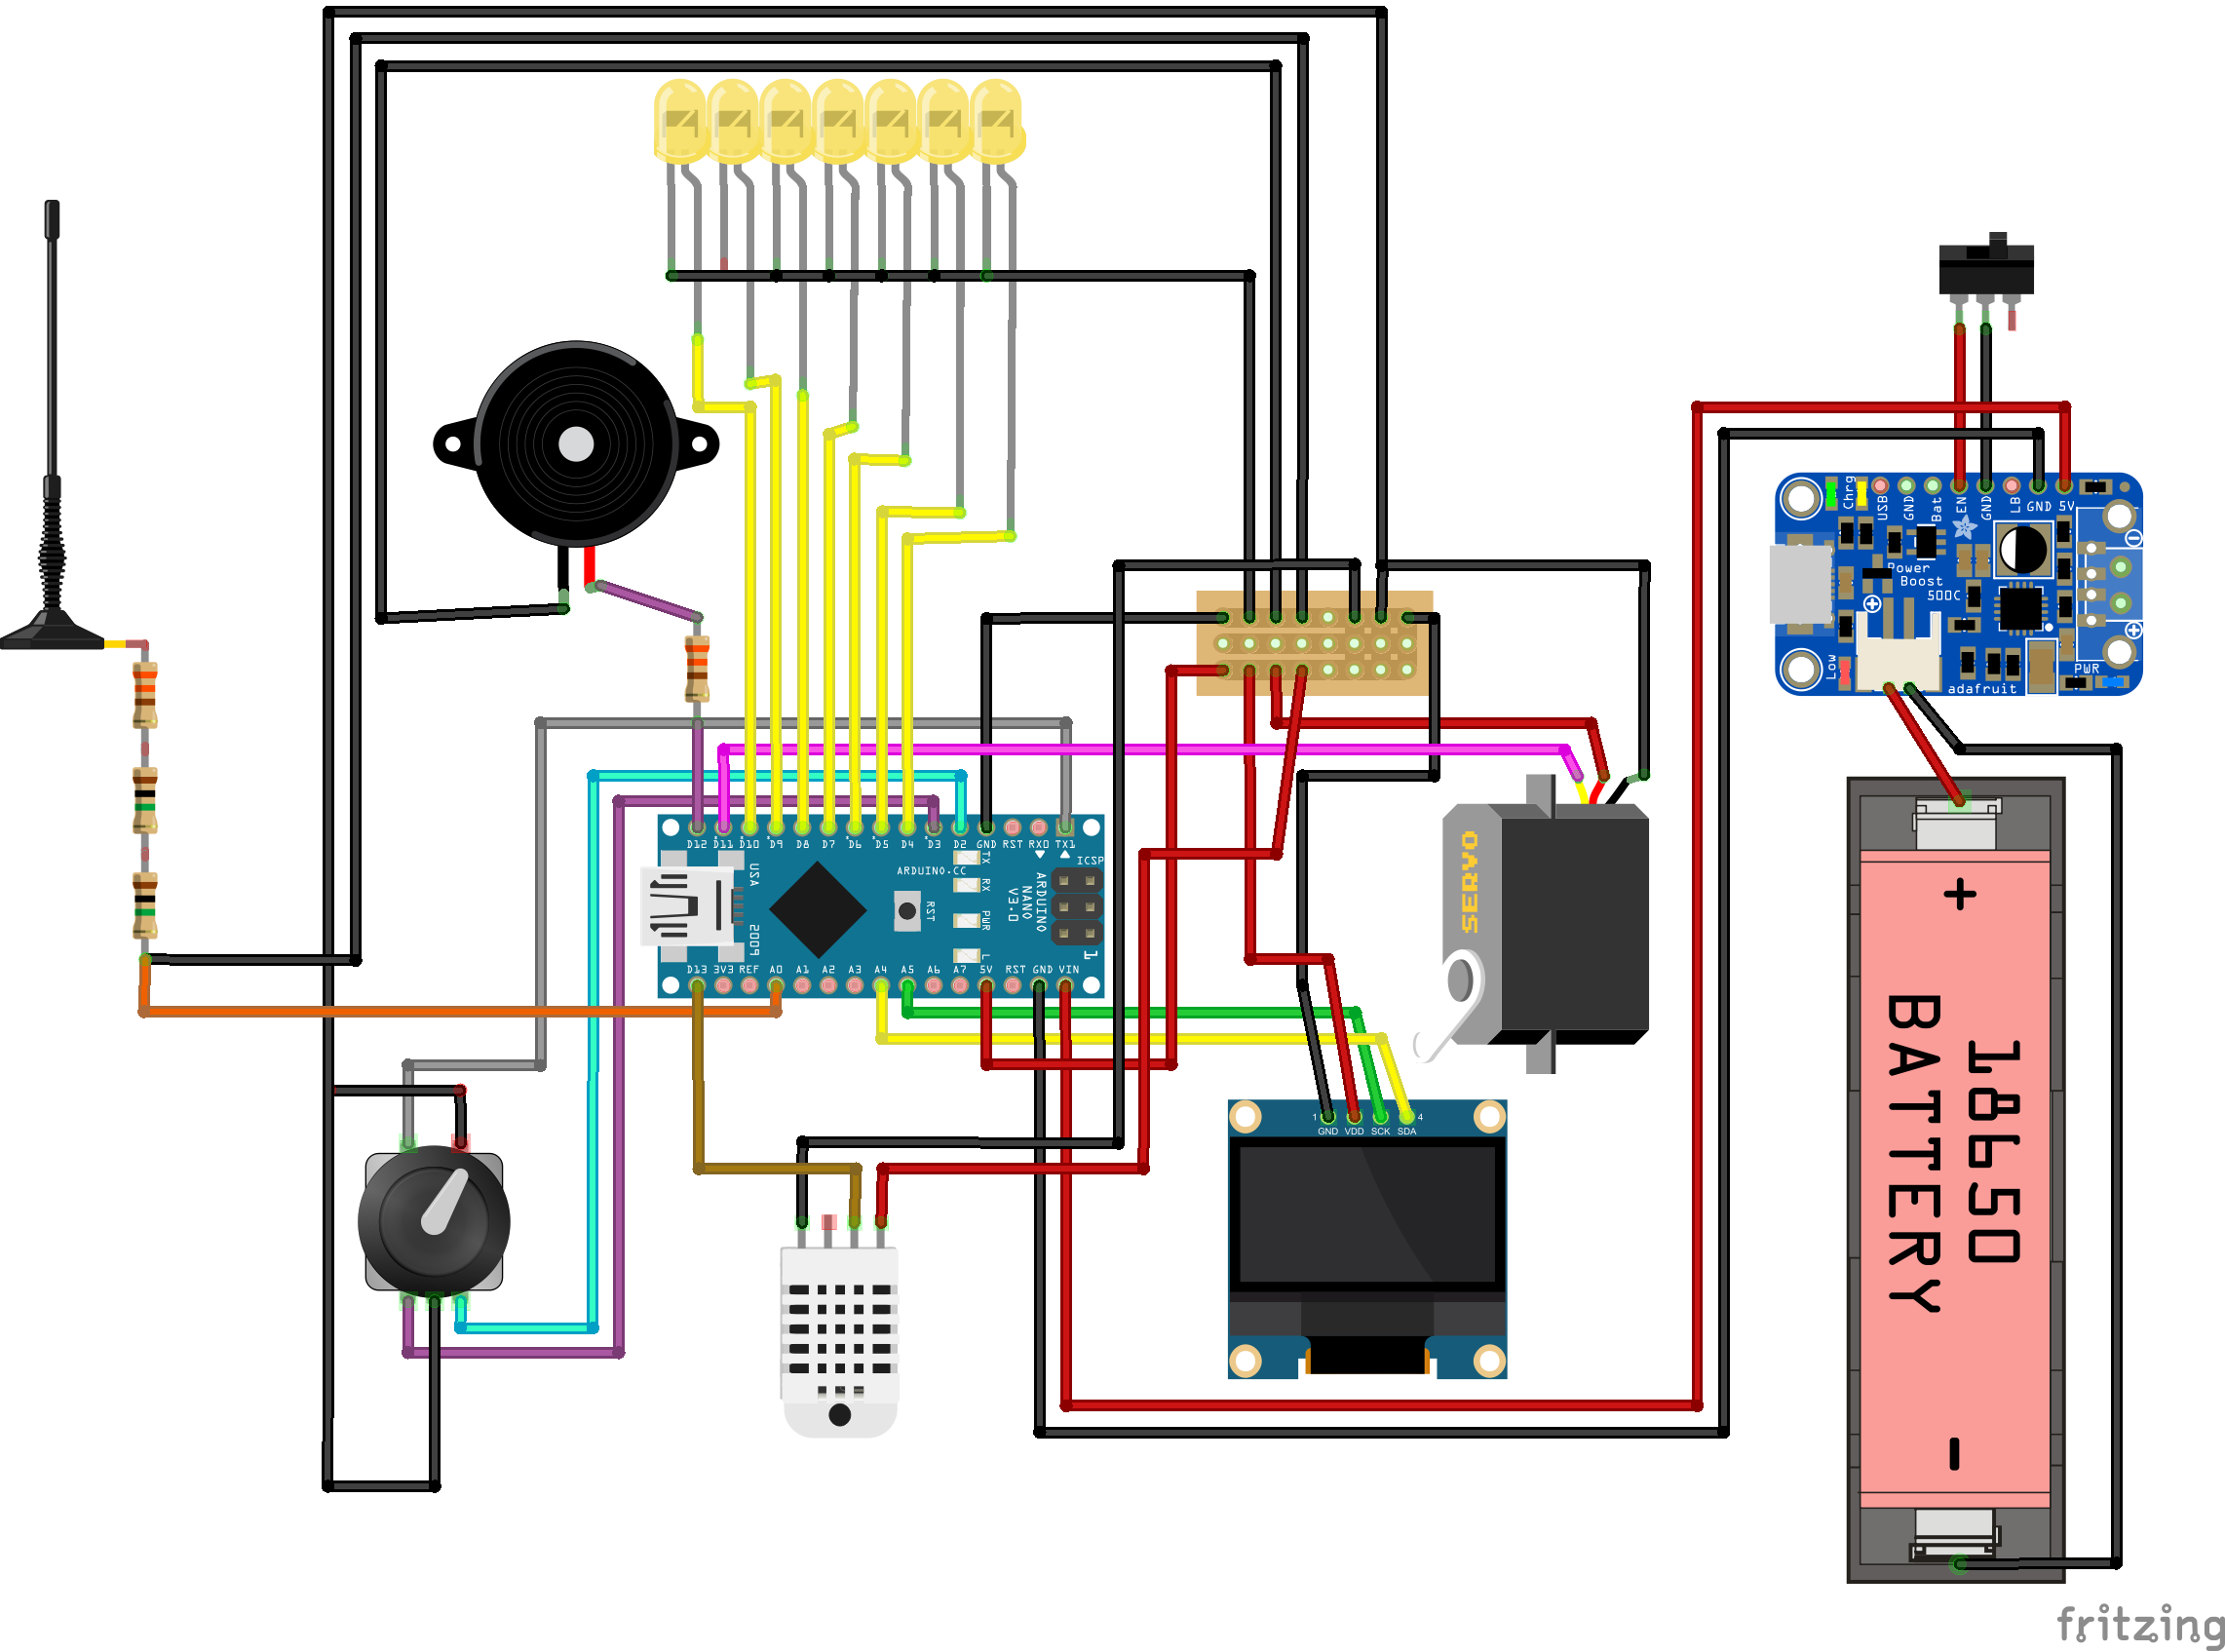 Chrg
USB
GND
Bat
EN
GND
LB
GND
5V
Power
Boost
500C
Low
adafruit
PWR
D12
D11
D10
D9
D8
D7
D6
D5
D4
D3
D2
GND
RST
RX0
TX1
ARDUINO.CC
TX
RX
PWR
L
RST
USA
2009
ARDUINO
NANO
V3.0
ICSP
1
D13
3V3
REF
A0
A1
A2
A3
A4
A5
A6
A7
5V
RST
GND
VIN
SERVO
1
4
GND
VDD
SCK
SDA
+
18650
BATTERY
-
fritzing